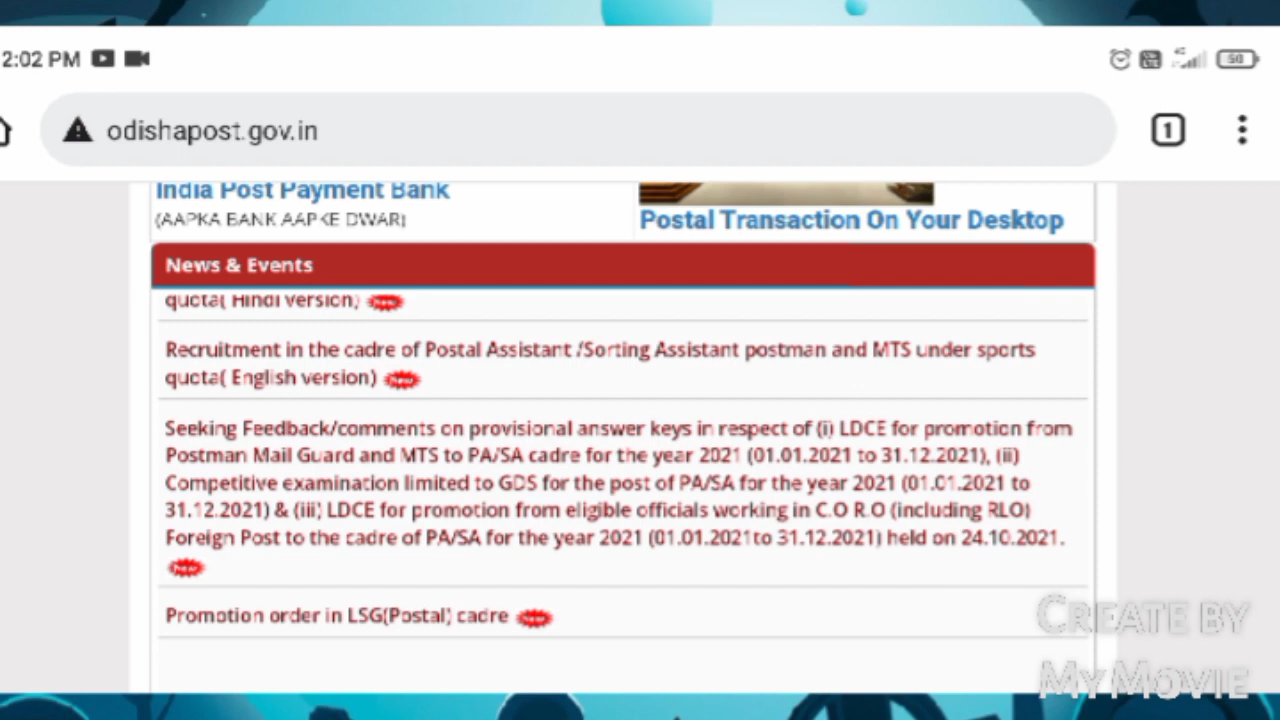 2:02 PM
50
odishapost.gov.in
1
India Post Payment Bank
(AAPKA BANK AAPKE DWAR)
Postal Transaction On Your Desktop
News & Events
quota( Hindi version) New
Recruitment in the cadre of Postal Assistant /Sorting Assistant postman and MTS under sports
quota( English version) New
Seeking Feedback/comments on provisional answer keys in respect of (i) LDCE for promotion from
Postman Mail Guard and MTS to PA/SA cadre for the year 2021 (01.01.2021 to 31.12.2021), (ii)
Competitive examination limited to GDS for the post of PA/SA for the year 2021 (01.01.2021 to
31.12.2021) & (iii) LDCE for promotion from eligible officials working in C.O R.O (including RLO)
Foreign Post to the cadre of PA/SA for the year 2021 (01.01.2021to 31.12.2021) held on 24.10.2021.
New
Promotion order in LSG(Postal) cadre New
CREATE BY
MYMOVIE